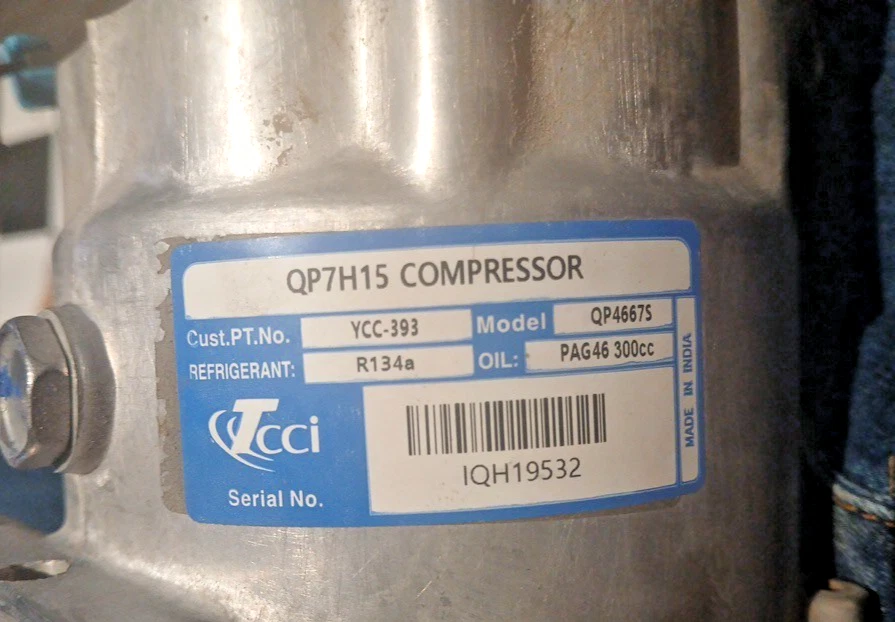 QP7H15 COMPRESSOR
Cust.PT.No. YCC-393 Model QP4667S
REFRIGERANT: R134a OIL: PAG46 300cc
MADE IN INDIA
Tcci
IQH19532
Serial No.